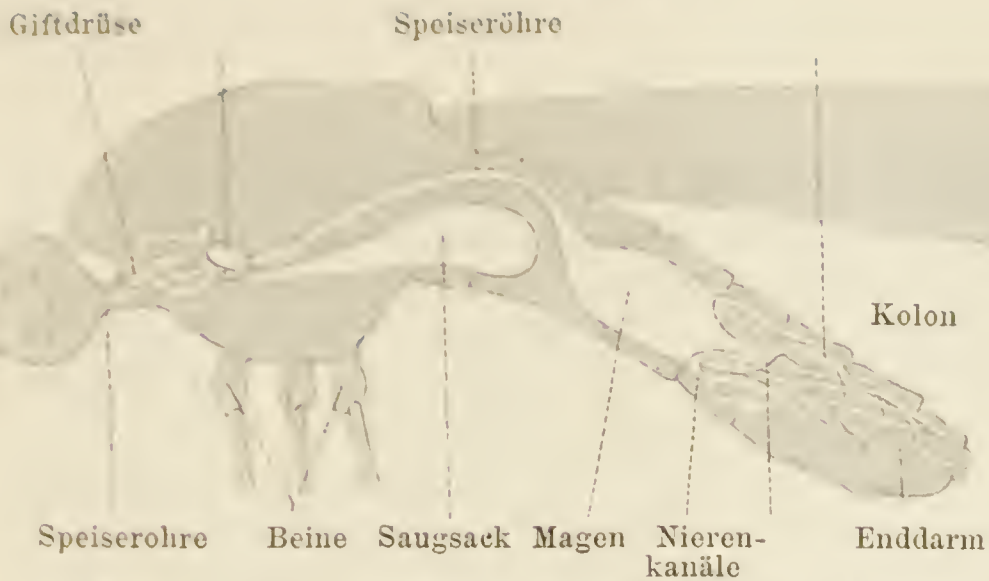 Giftdrüse
Speiseröhre
Kolon
Speiserohre
Beine
Saugsack
Magen
Nieren-
kanäle
Enddarm